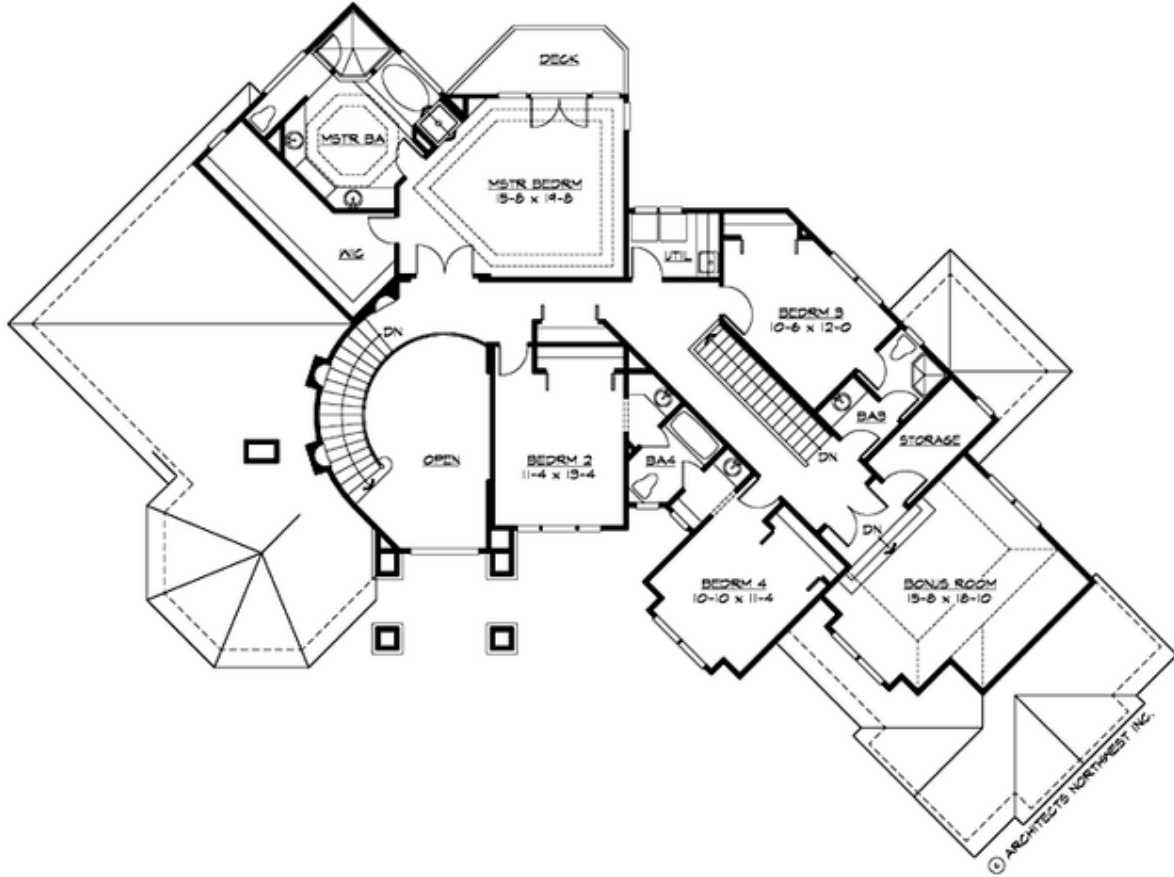 DECK
MSTR BA
MSTR BEDRM
15-8 x 19-8
WIC
UTIL
BEDRM 3
10-6 x 12-0
DN
BA3
STORAGE
OPEN
BEDRM 2
11-4 x 13-4
BA4
DN
DN
BEDRM 4
10-10 x 11-4
BONUS ROOM
15-8 x 18-10
© ARCHITECTS NORTHWEST INC.